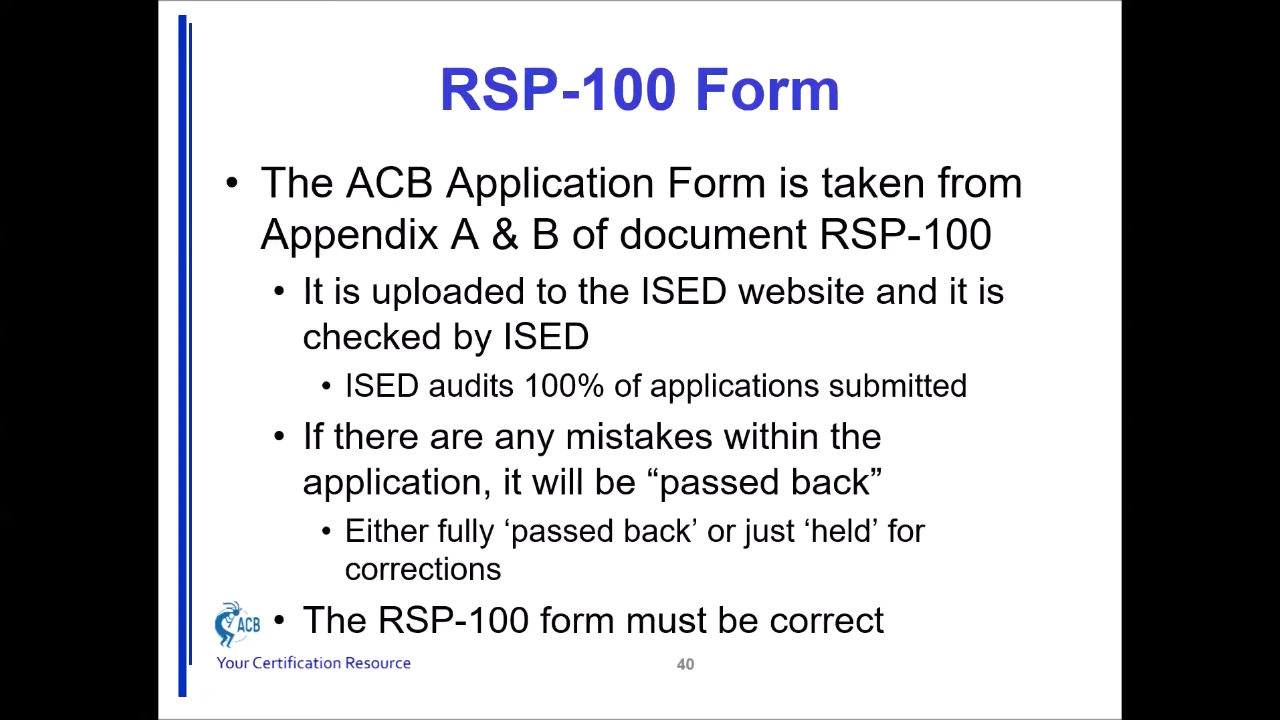 RSP-100 Form
• The ACB Application Form is taken from
Appendix A & B of document RSP-100
• It is uploaded to the ISED website and it is
checked by ISED
• ISED audits 100% of applications submitted
• If there are any mistakes within the
application, it will be “passed back”
• Either fully ‘passed back’ or just ‘held’ for
corrections
• The RSP-100 form must be correct
ACB
Your Certification Resource
40